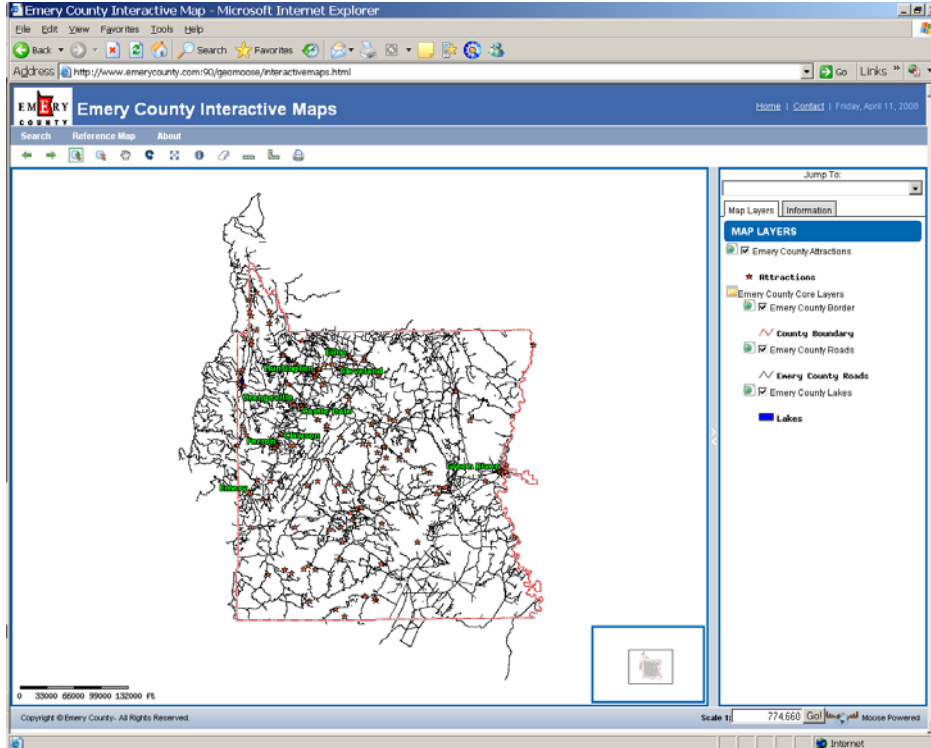 Emery County Interactive Map - Microsoft Internet Explorer
File Edit View Favorites Tools Help
Back Search Favorites
Address http://www.emerycounty.com:90/geomoose/interactivemaps.html Go Links »
EMERY COUNTY
Emery County Interactive Maps
Home | Contact | Friday, April 11, 2008
Search Reference Map About
Jump To:
Map Layers Information
MAP LAYERS
Emery County Attractions
Attractions
Emery County Core Layers
Emery County Border
County Boundary
Emery County Roads
Emery County Roads
Emery County Lakes
Lakes
Elmo
Huntington
Cleveland
Orangeville
Castle Dale
Clawson
Ferron
Green River
Emery
0 33000 66000 99000 132000 ft.
Copyright © Emery County- All Rights Reserved.
Scale 1: 774,660 Go! Moose Powered
Internet